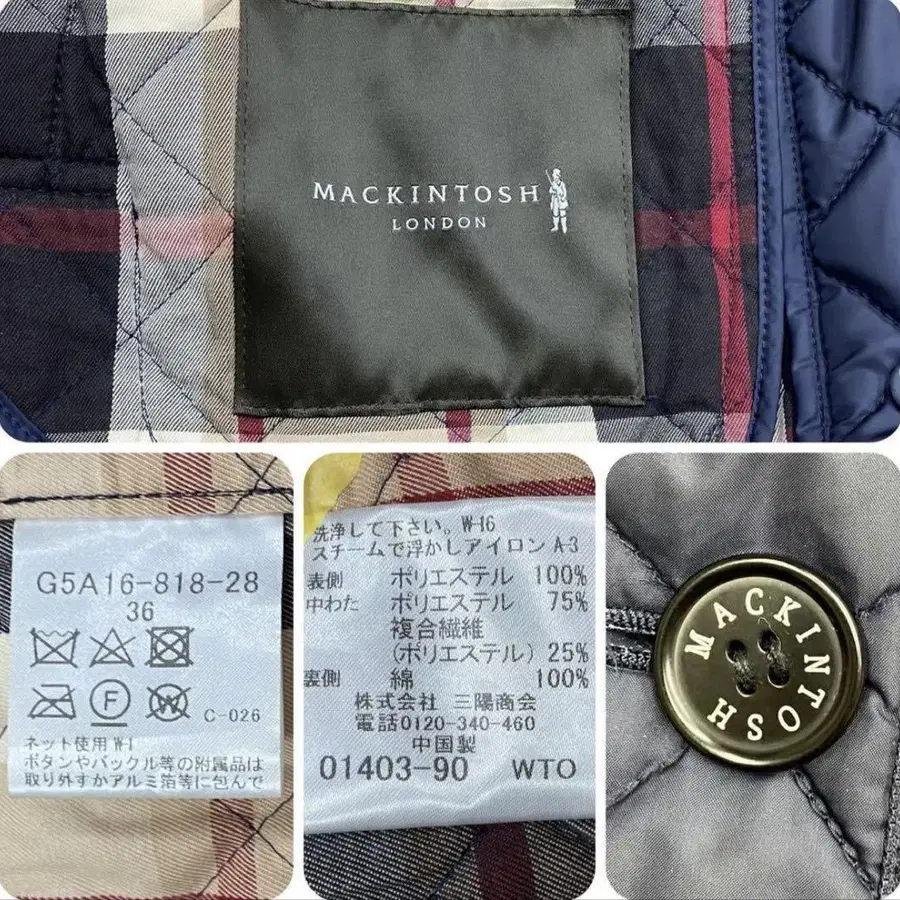 MACKINTOSH
LONDON
G5A16-818-28
36
F
W
C-026
ネット使用 W-1
ボタンやバックル等の附属品は
取り外すかアルミ箔等に包んで
洗浄して下さい。W-16
スチームで浮かしアイロン A-3
表側 ポリエステル 100%
中わた ポリエステル 75%
複合繊維
(ポリエステル) 25%
裏側 綿 100%
株式会社 三陽商会
電話0120-340-460
中国製
01403-90 WTO
MACKINTOSH